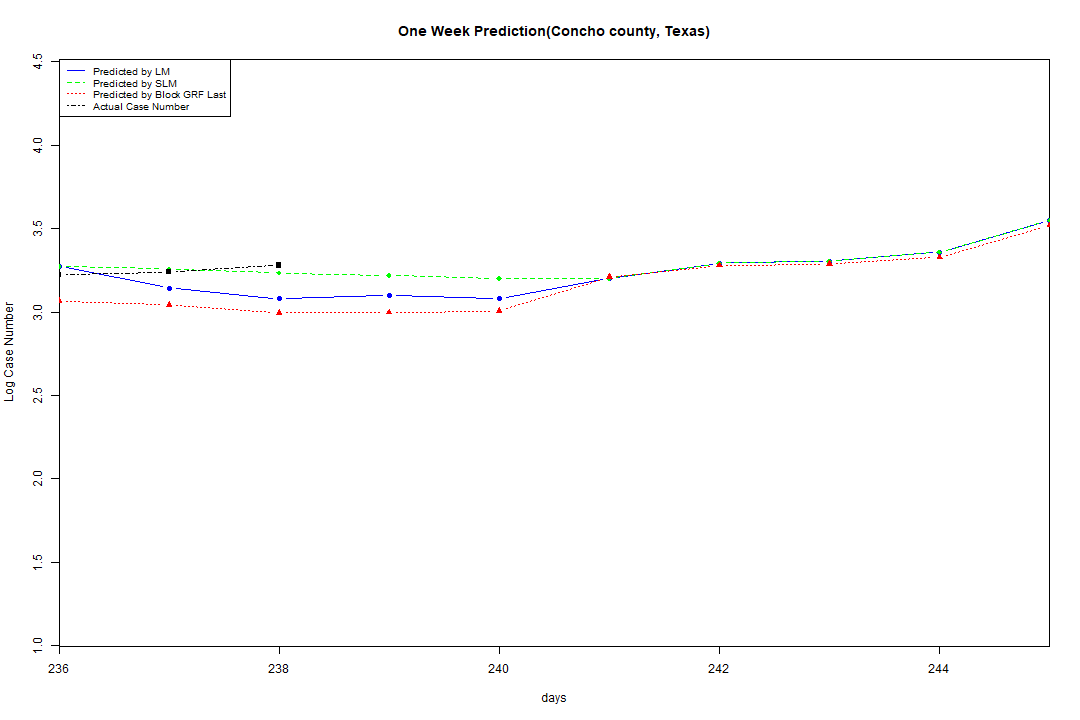 One Week Prediction(Concho county, Texas)
Predicted by LM
Predicted by SLM
Predicted by Block GRF Last
Actual Case Number
4.5
4.0
3.5
3.0
2.5
2.0
1.5
1.0
Log Case Number
236
238
240
242
244
days